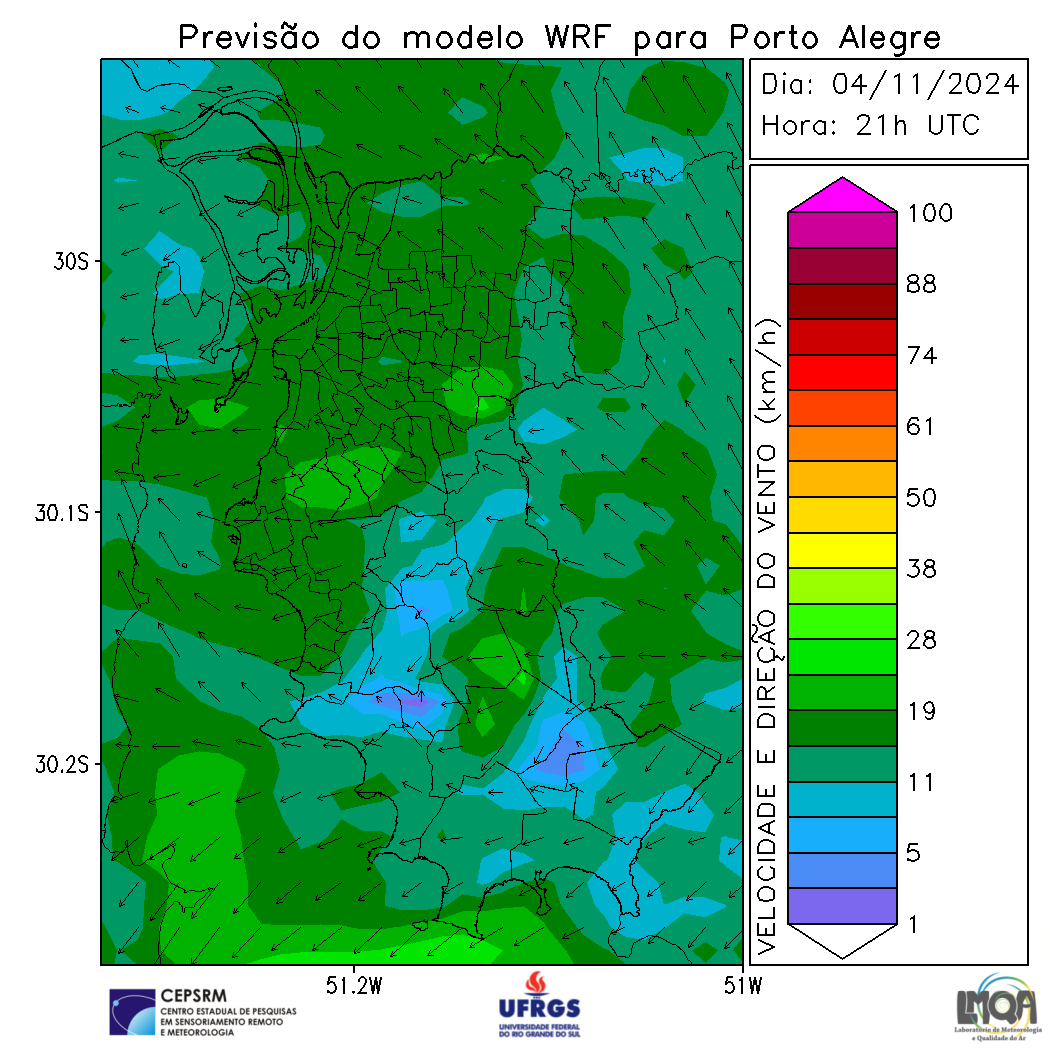 Previsão do modelo WRF para Porto Alegre
Dia: 04/11/2024
Hora: 21h UTC
30S
30.1S
30.2S
51.2W
51W
VELOCIDADE E DIREÇÃO DO VENTO (km/h)
100
88
74
61
50
38
28
19
11
5
1
CEPSRM
CENTRO ESTADUAL DE PESQUISAS
EM SENSORIAMENTO REMOTO
E METEOROLOGIA
UFRGS
UNIVERSIDADE FEDERAL
DO RIO GRANDE DO SUL
LMQA
Laboratório de Meteorologia
e Qualidade do Ar